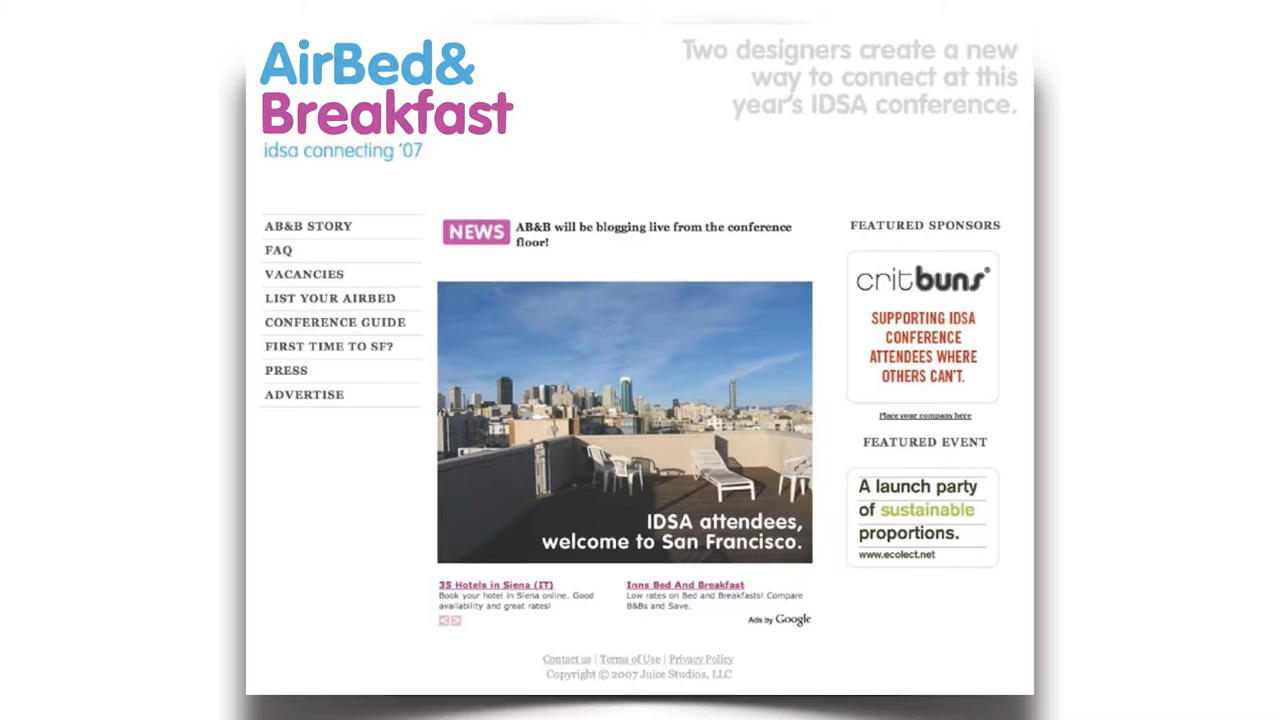 AirBed&
Breakfast
idsa connecting '07
Two designers create a new
way to connect at this
year's IDSA conference.
AB&B STORY
FAQ
VACANCIES
LIST YOUR AIRBED
CONFERENCE GUIDE
FIRST TIME TO SF?
PRESS
ADVERTISE
NEWS
AB&B will be blogging live from the conference
floor!
IDSA attendees,
welcome to San Francisco.
35 Hotels in Siena (IT)
Book your hotel in Siena online. Good
availability and great rates!
Inns Bed And Breakfast
Low rates on Bed and Breakfasts! Compare
B&Bs and Save.
Ads by Google
FEATURED SPONSORS
critbuns®
SUPPORTING IDSA
CONFERENCE
ATTENDEES WHERE
OTHERS CAN'T.
Place your company here
FEATURED EVENT
A launch party
of sustainable
proportions.
www.ecolect.net
Contact us | Terms of Use | Privacy Policy
Copyright © 2007 Juice Studios, LLC